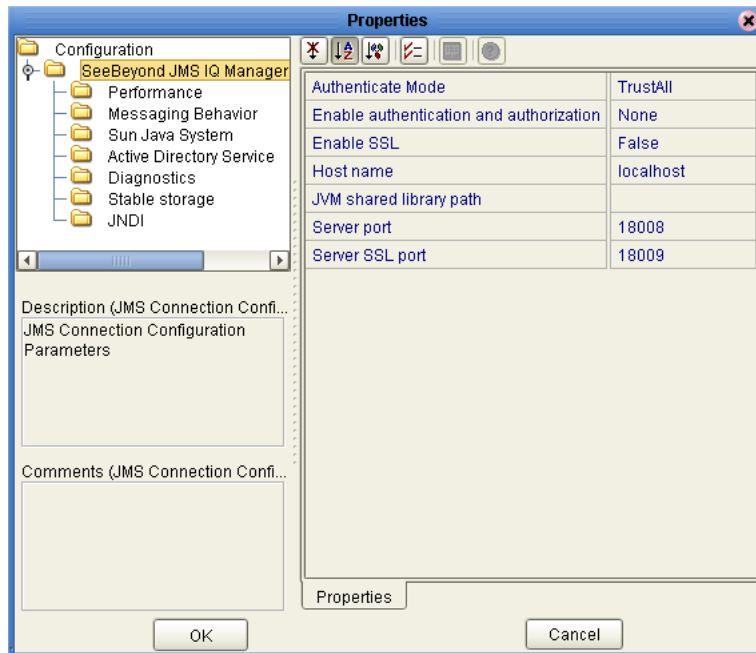 Properties
Configuration
SeeBeyond JMS IQ Manager
Performance
Messaging Behavior
Sun Java System
Active Directory Service
Diagnostics
Stable storage
JNDI
Description (JMS Connection Confi...
JMS Connection Configuration
Parameters
Comments (JMS Connection Confi...
Authenticate Mode TrustAll
Enable authentication and authorization None
Enable SSL False
Host name localhost
JVM shared library path
Server port 18008
Server SSL port 18009
Properties
OK
Cancel